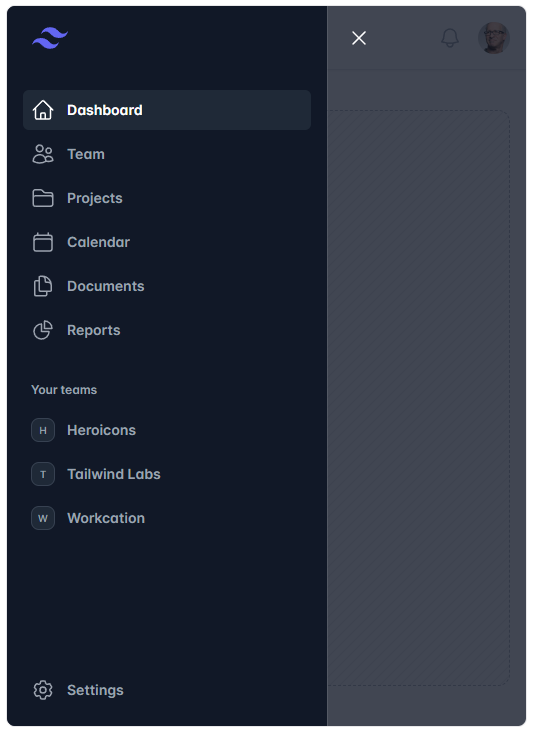 Dashboard
Team
Projects
Calendar
Documents
Reports
Your teams
H Heroicons
T Tailwind Labs
W Workcation
Settings